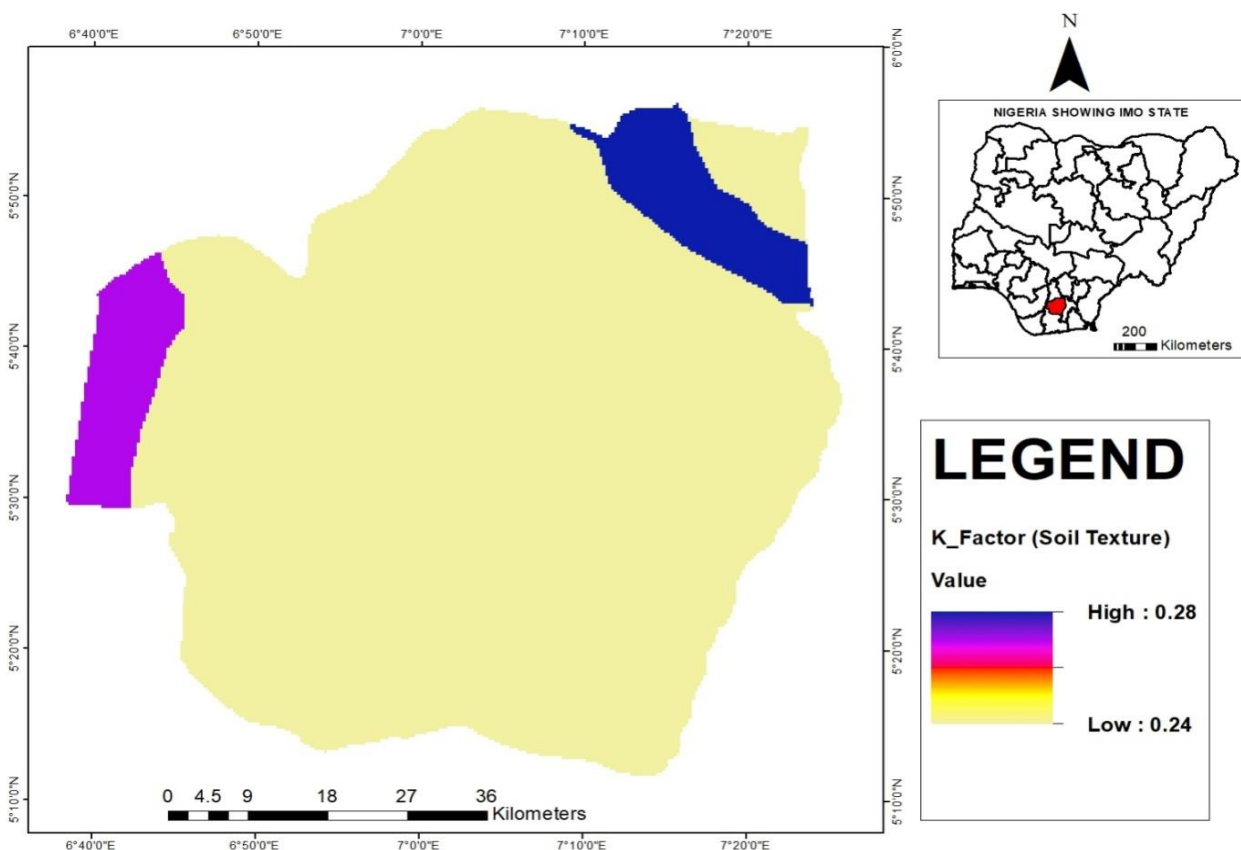 6°40'0"E 6°50'0"E 7°0'0"E 7°10'0"E 7°20'0"E
6°0'0"N
5°50'0"N
5°40'0"N
5°30'0"N
5°20'0"N
5°10'0"N
5°50'0"N
5°40'0"N
5°30'0"N
5°20'0"N
5°10'0"N
0 4.5 9 18 27 36
Kilometers
6°40'0"E 6°50'0"E 7°0'0"E 7°10'0"E 7°20'0"E
N
NIGERIA SHOWING IMO STATE
200
Kilometers
LEGEND
K_Factor (Soil Texture)
Value
High : 0.28
Low : 0.24